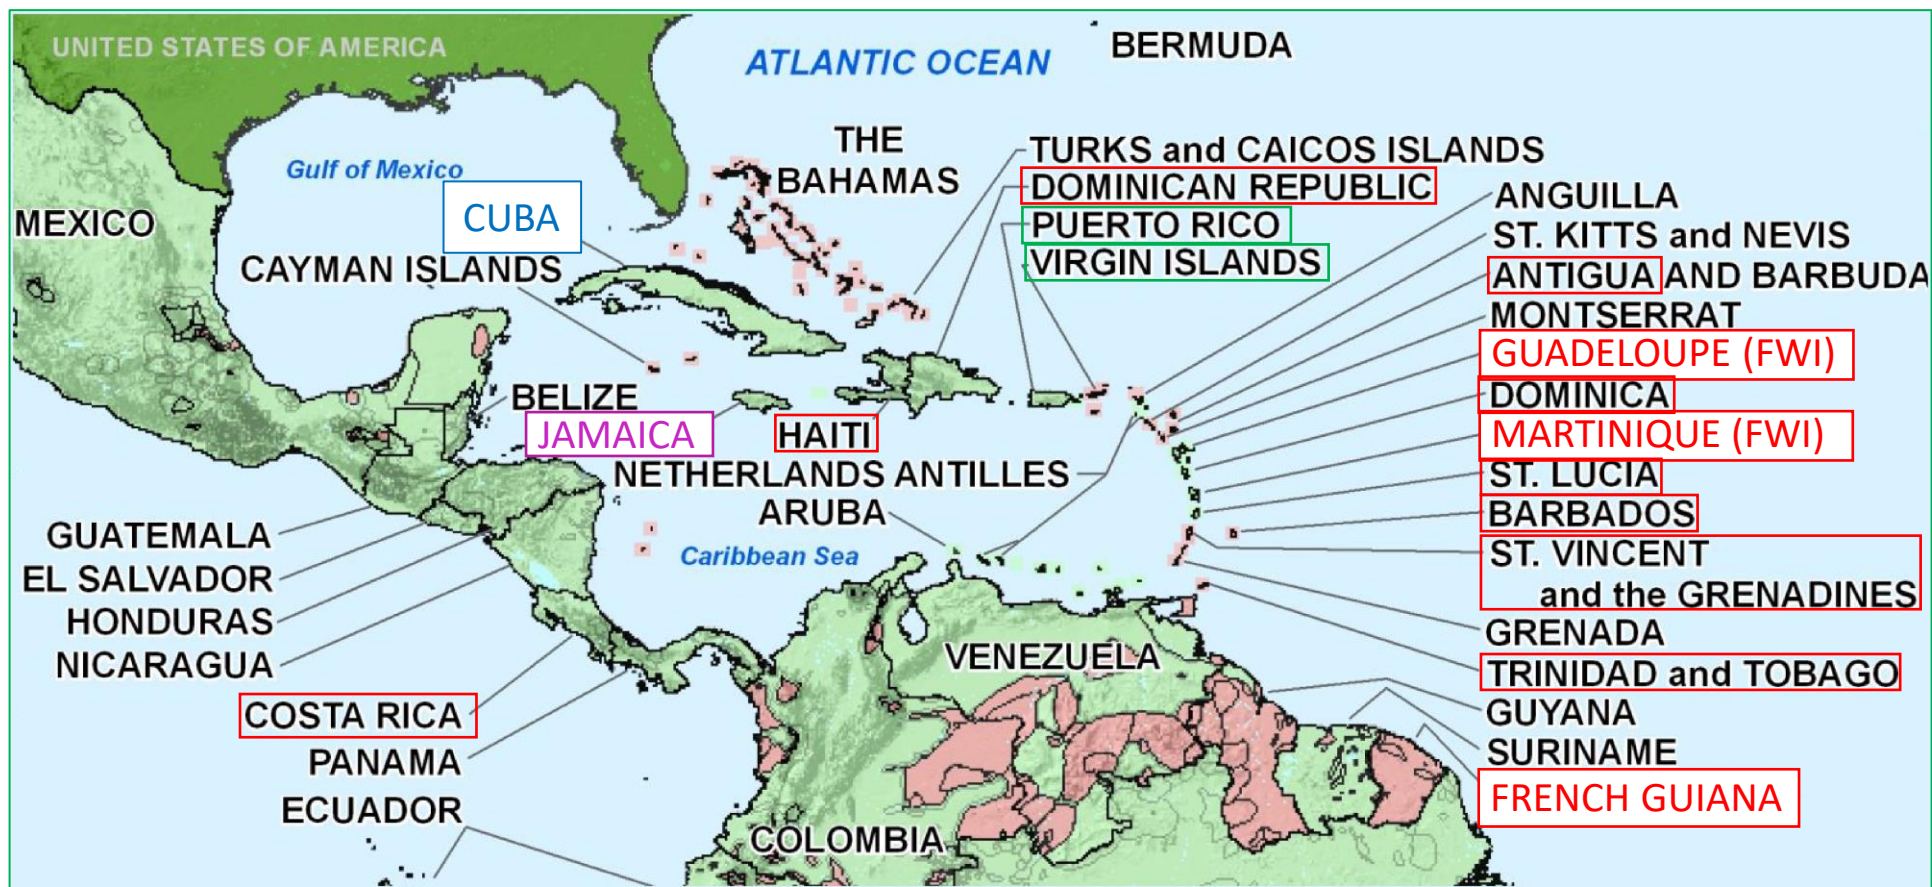 UNITED STATES OF AMERICA
ATLANTIC OCEAN
BERMUDA
Gulf of Mexico
THE
BAHAMAS
TURKS and CAICOS ISLANDS
DOMINICAN REPUBLIC
PUERTO RICO
VIRGIN ISLANDS
MEXICO
CUBA
CAYMAN ISLANDS
ANGUILLA
ST. KITTS and NEVIS
ANTIGUA AND BARBUDA
MONTSERRAT
GUADELOUPE (FWI)
DOMINICA
MARTINIQUE (FWI)
ST. LUCIA
BARBADOS
ST. VINCENT
and the GRENADINES
GRENADA
TRINIDAD and TOBAGO
GUYANA
SURINAME
FRENCH GUIANA
BELIZE
JAMAICA
HAITI
NETHERLANDS ANTILLES
ARUBA
Caribbean Sea
GUATEMALA
EL SALVADOR
HONDURAS
NICARAGUA
COSTA RICA
PANAMA
ECUADOR
VENEZUELA
COLOMBIA